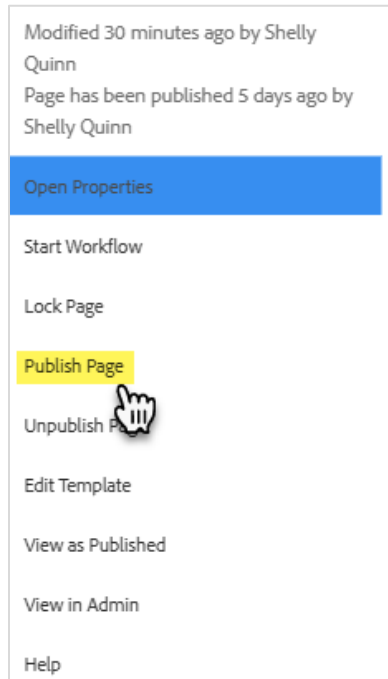 Modified 30 minutes ago by Shelly
Quinn
Page has been published 5 days ago by
Shelly Quinn
Open Properties
Start Workflow
Lock Page
Publish Page
Unpublish
Edit Template
View as Published
View in Admin
Help